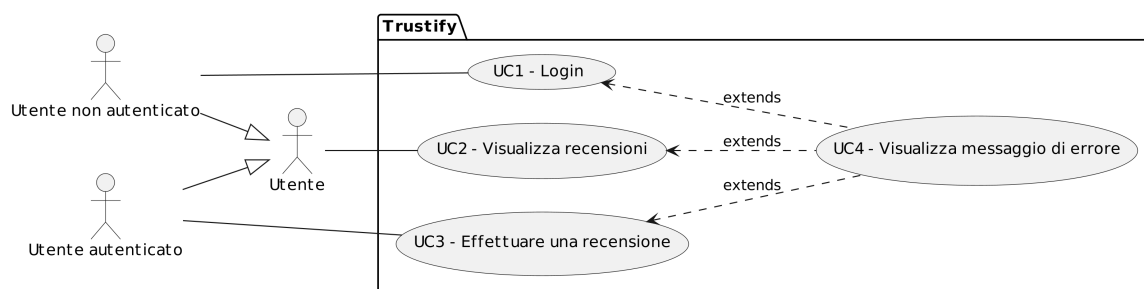 Trustify
Utente non autenticato
UC1 - Login
extends
Utente
UC2 - Visualizza recensioni
extends
UC4 - Visualizza messaggio di errore
extends
Utente autenticato
UC3 - Effettuare una recensione